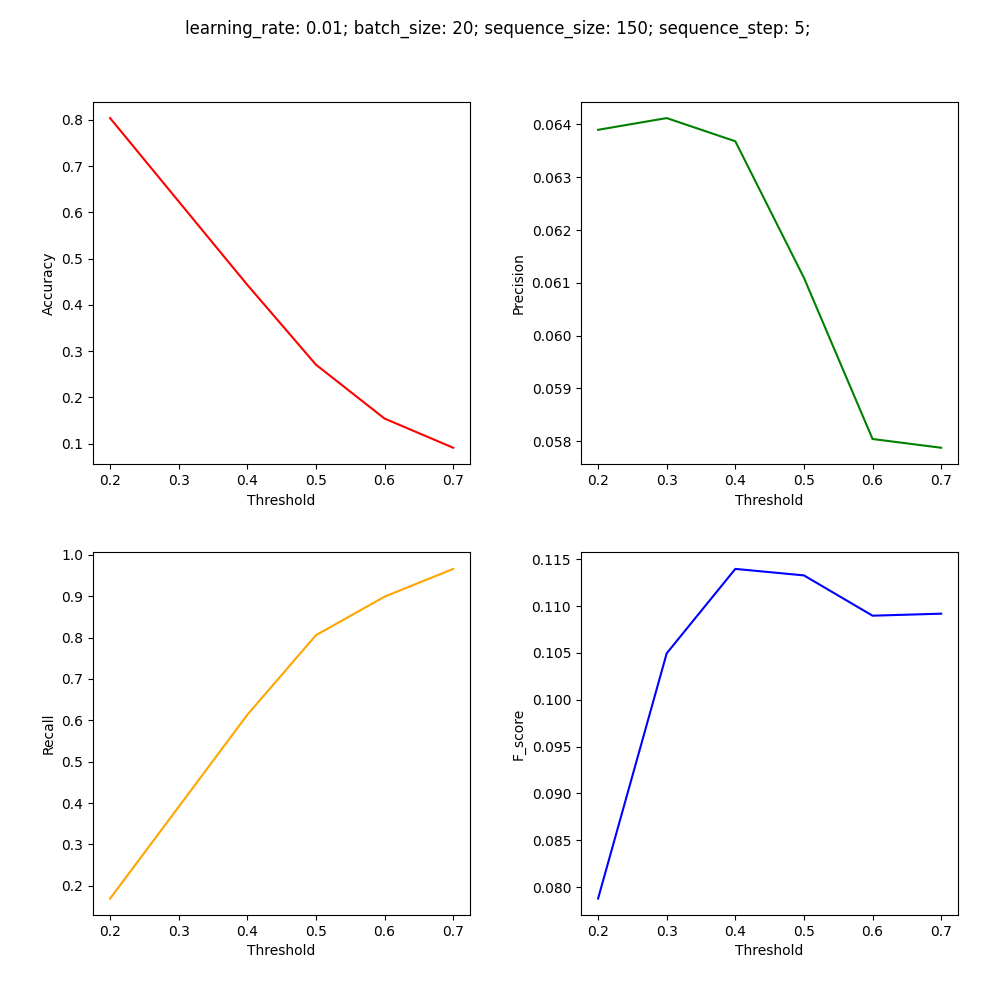 learning_rate: 0.01; batch_size: 20; sequence_size: 150; sequence_step: 5;
0.8
0.7
0.6
0.5
0.4
0.3
0.2
0.1
Accuracy
0.2 0.3 0.4 0.5 0.6 0.7
Threshold
0.064
0.063
0.062
0.061
0.060
0.059
0.058
Precision
0.2 0.3 0.4 0.5 0.6 0.7
Threshold
1.0
0.9
0.8
0.7
0.6
0.5
0.4
0.3
0.2
Recall
0.2 0.3 0.4 0.5 0.6 0.7
Threshold
0.115
0.110
0.105
0.100
0.095
0.090
0.085
0.080
F_score
0.2 0.3 0.4 0.5 0.6 0.7
Threshold